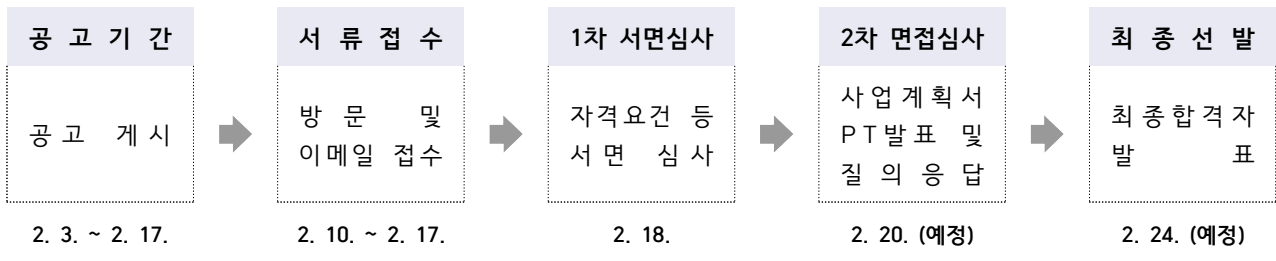 공 고 기 간
공 고 게 시
2. 3. ~ 2. 17.
서 류 접 수
방 문 및
이메일 접수
2. 10. ~ 2. 17.
1차 서면심사
자격요건 등
서 면 심 사
2. 18.
2차 면접심사
사 업 계 획 서
P T 발 표 및
질 의 응 답
2. 20. (예정)
최 종 선 발
최 종 합 격 자
발 표
2. 24. (예정)